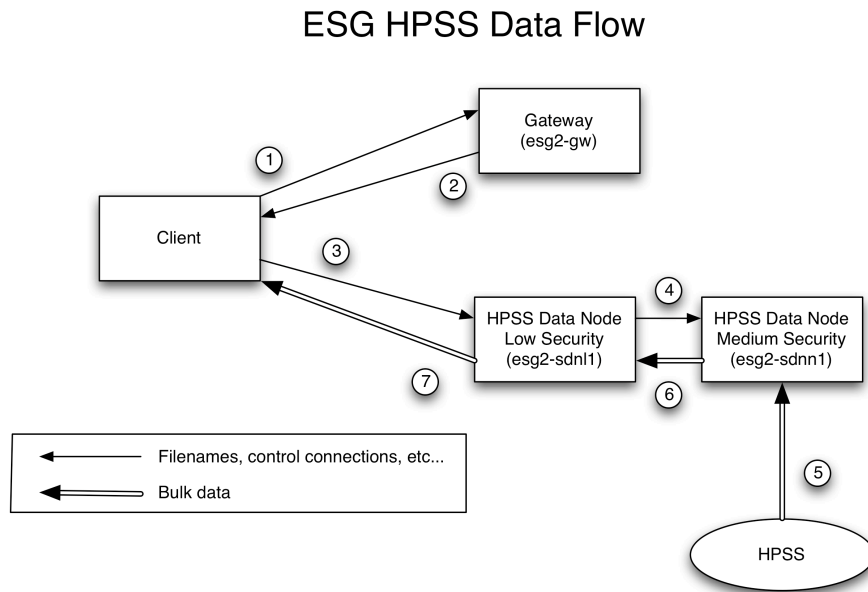 ESG HPSS Data Flow
Gateway
(esg2-gw)
1
2
Client
3
HPSS Data Node
Low Security
(esg2-sdnl1)
4
HPSS Data Node
Medium Security
(esg2-sdnn1)
7
6
Filenames, control connections, etc...
Bulk data
5
HPSS